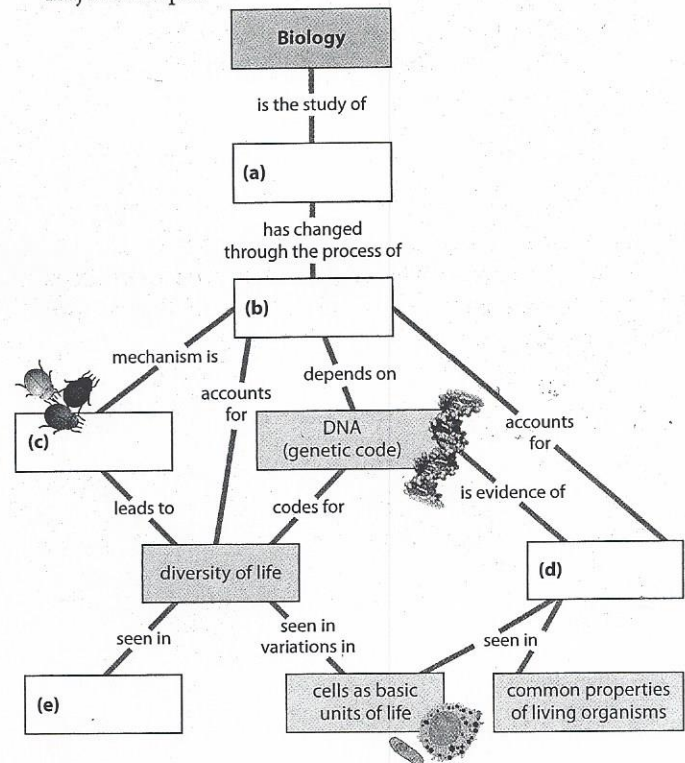 Biology
is the study of
(a)
has changed
through the process of
(b)
mechanism is
accounts
for
depends on
(c)
DNA
(genetic code)
accounts
for
leads to
codes for
is evidence of
diversity of life
(d)
seen in
seen in
variations in
seen in
(e)
cells as basic
units of life
common properties
of living organisms